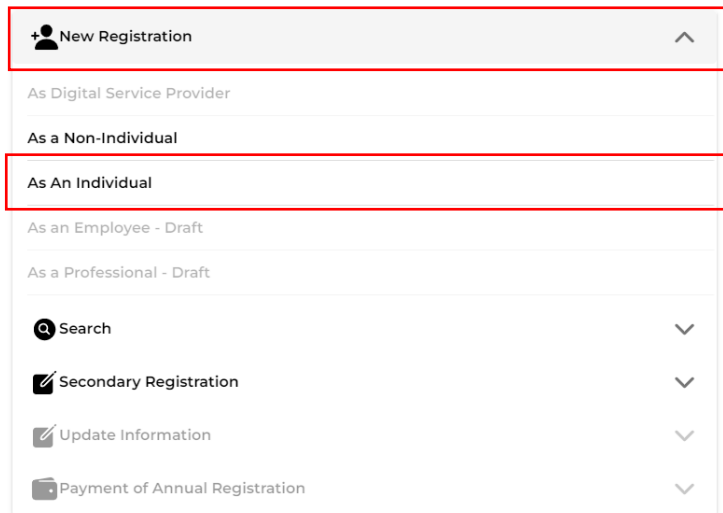 New Registration
As Digital Service Provider
As a Non-Individual
As An Individual
As an Employee - Draft
As a Professional - Draft
Search
Secondary Registration
Update Information
Payment of Annual Registration